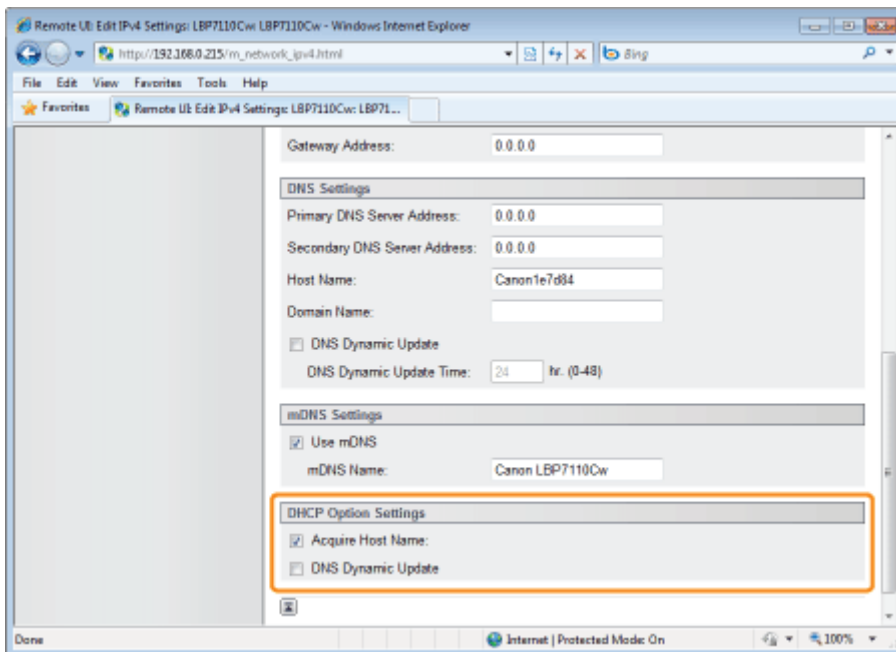 Remote UI: Edit IPv4 Settings: LBP7110Cw: LBP7110Cw - Windows Internet Explorer
http://192.168.0.215/m_network_ipv4.html
Bing
File Edit View Favorites Tools Help
Favorites
Remote UI: Edit IPv4 Settings: LBP7110Cw: LBP71...
Gateway Address: 0.0.0.0
DNS Settings
Primary DNS Server Address: 0.0.0.0
Secondary DNS Server Address: 0.0.0.0
Host Name: Canon1e7d84
Domain Name:
DNS Dynamic Update
DNS Dynamic Update Time: 24 hr. (0-48)
mDNS Settings
Use mDNS
mDNS Name: Canon LBP7110Cw
DHCP Option Settings
Acquire Host Name:
DNS Dynamic Update
Done Internet | Protected Mode: On 100%